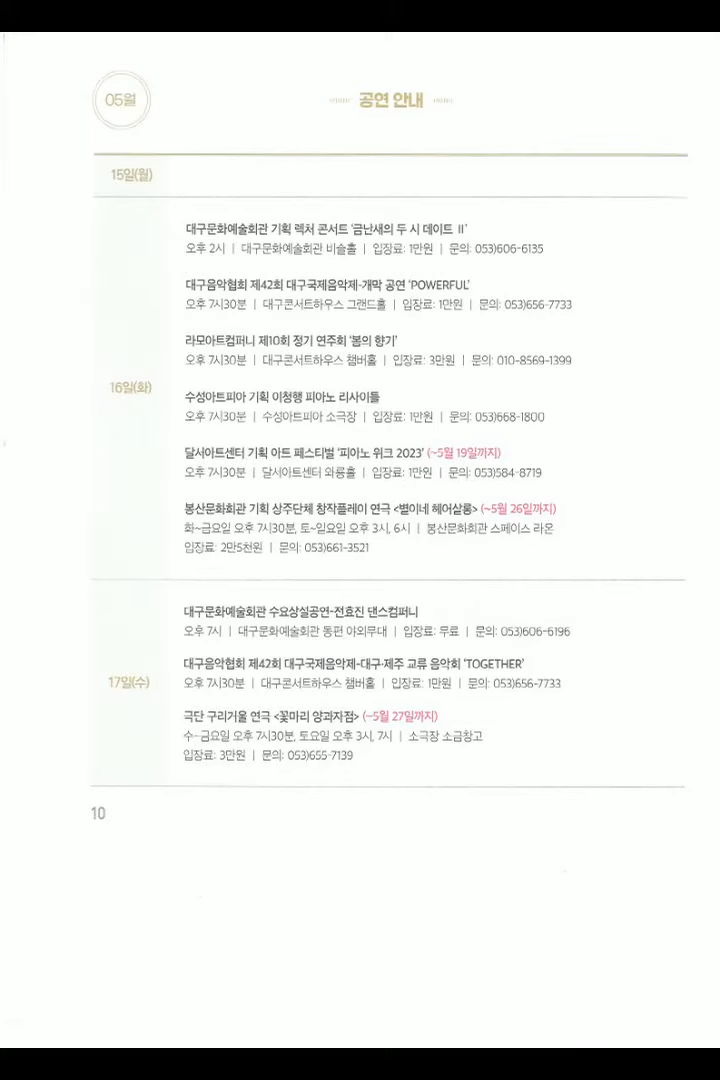 05월
공연 안내
15일(월)
대구문화예술회관 기획 렉처 콘서트 '금난새의 두 시 데이트 Ⅱ'
오후 2시 | 대구문화예술회관 비슬홀 | 입장료: 1만원 | 문의: 053)606-6135
대구음악협회 제42회 대구국제음악제-개막 공연 'POWERFUL'
오후 7시30분 | 대구콘서트하우스 그랜드홀 | 입장료: 1만원 | 문의: 053)656-7733
라모아트컴퍼니 제10회 정기 연주회 '봄의 향기'
오후 7시30분 | 대구콘서트하우스 챔버홀 | 입장료: 3만원 | 문의: 010-8569-1399
16일(화)
수성아트피아 기획 이청행 피아노 리사이틀
오후 7시30분 | 수성아트피아 소극장 | 입장료: 1만원 | 문의: 053)668-1800
달서아트센터 기획 아트 페스티벌 '피아노 위크 2023' (~5월 19일까지)
오후 7시30분 | 달서아트센터 와룡홀 | 입장료: 1만원 | 문의: 053)584-8719
봉산문화회관 기획 상주단체 창작플레이 연극 <별이네 헤어살롱> (~5월 26일까지)
화~금요일 오후 7시30분, 토~일요일 오후 3시, 6시 | 봉산문화회관 스페이스 라온
입장료: 2만5천원 | 문의: 053)661-3521
대구문화예술회관 수요상설공연-전효진 댄스컴퍼니
오후 7시 | 대구문화예술회관 동편 야외무대 | 입장료: 무료 | 문의: 053)606-6196
대구음악협회 제42회 대구국제음악제-대구·제주 교류 음악회 'TOGETHER'
17일(수)
오후 7시30분 | 대구콘서트하우스 챔버홀 | 입장료: 1만원 | 문의: 053)656-7733
극단 구리거울 연극 <꽃마리 양과자점> (~5월 27일까지)
수~금요일 오후 7시30분, 토요일 오후 3시, 7시 | 소극장 소금창고
입장료: 3만원 | 문의: 053)655-7139
10